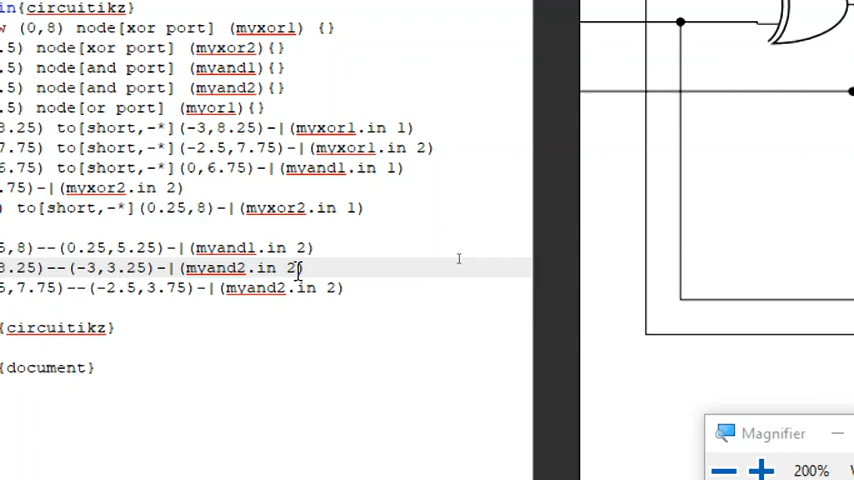 in{circuitikz}
w (0,8) node[xor port] (myxor1) {}
.5) node[xor port] (myxor2){}
.5) node[and port] (myand1){}
.5) node[and port] (myand2){}
.5) node[or port] (myor1){}
8.25) to[short,-*](-3,8.25)-|(myxor1.in 1)
7.75) to[short,-*](-2.5,7.75)-|(myxor1.in 2)
6.75) to[short,-*](0,6.75)-|(myand1.in 1)
.75)-|(myxor2.in 2)
) to[short,-*](0.25,8)-|(myxor2.in 1)
5,8)--(0.25,5.25)-|(myand1.in 2)
8.25)--(-3,3.25)-|(myand2.in 2)
5,7.75)--(-2.5,3.75)-|(myand2.in 2)
{circuitikz}
{document}
Magnifier
200%